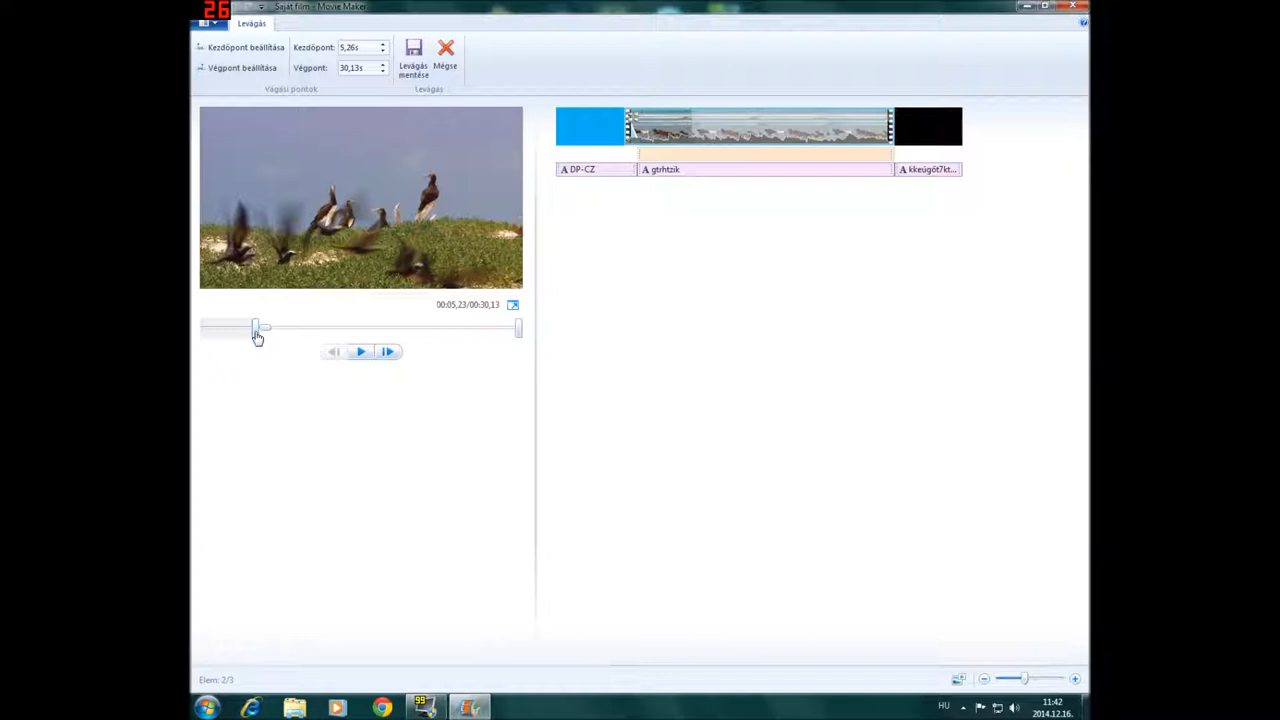 26
Saját film - Movie Maker
Levágás
Kezdőpont beállítása
Kezdőpont: 5,26s
Végpont beállítása
Végpont: 30,13s
Levágás mentése
Mégse
Vágási pontok
Levágás
00:05,23/00:30,13
A DP-CZ
A gtrhtzik
A kkeúgőt7kt...
Elem: 2/3
99
HU
11:42
2014.12.16.